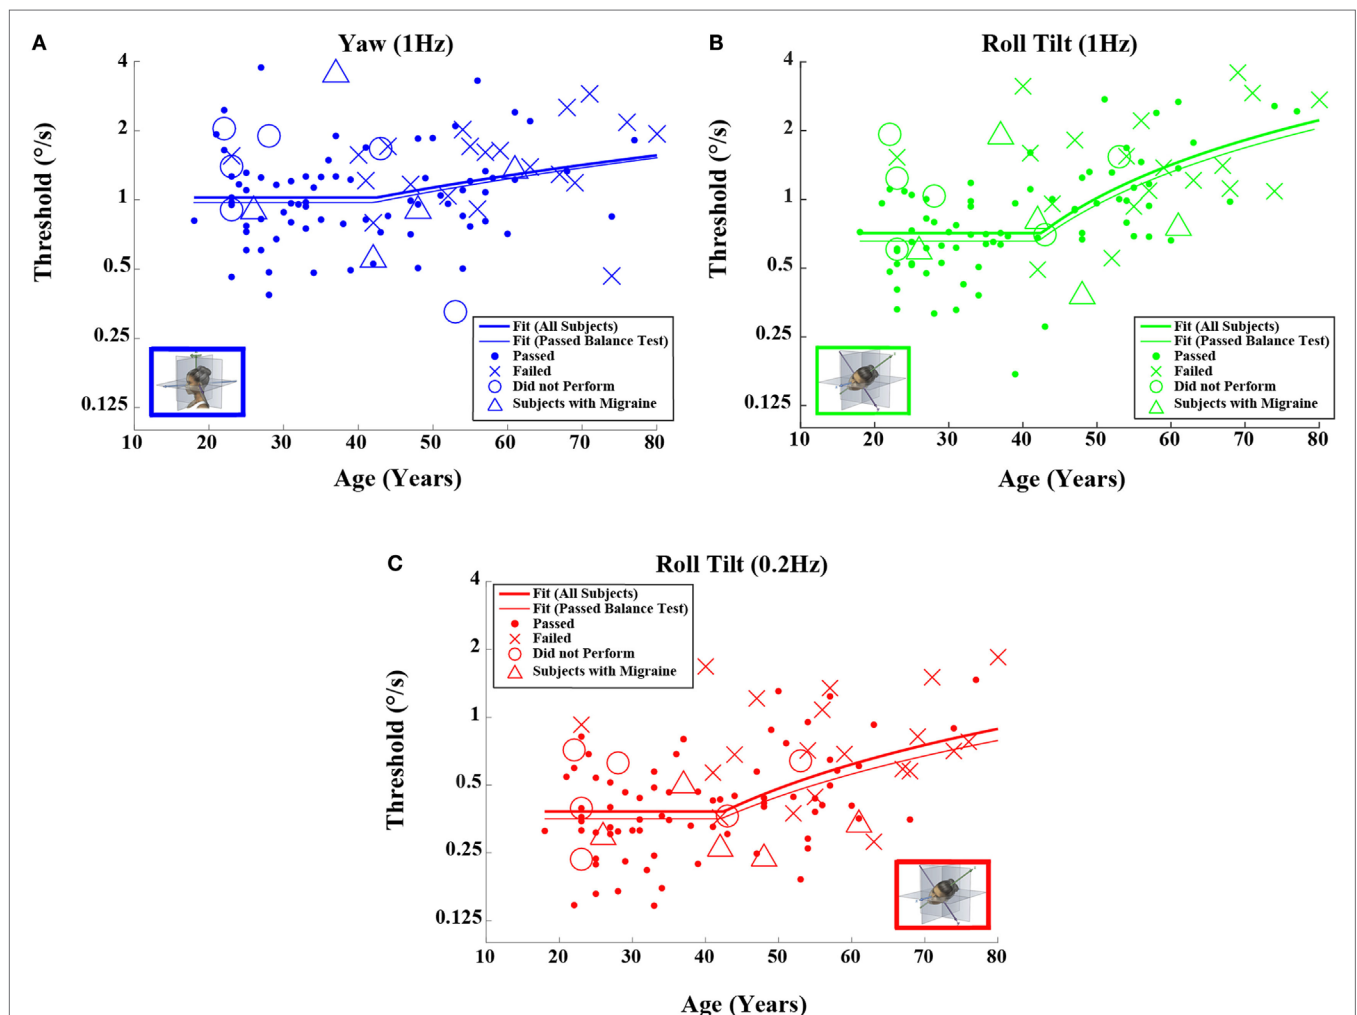 A
Yaw (1Hz)
4
2
1
0.5
0.25
0.125
Threshold (°/s)
10 20 30 40 50 60 70 80
Age (Years)
Fit (All Subjects)
Fit (Passed Balance Test)
Passed
Failed
Did not Perform
Subjects with Migraine
B
Roll Tilt (1Hz)
4
2
1
0.5
0.25
0.125
Threshold (°/s)
10 20 30 40 50 60 70 80
Age (Years)
Fit (All Subjects)
Fit (Passed Balance Test)
Passed
Failed
Did not Perform
Subjects with Migraine
C
Roll Tilt (0.2Hz)
4
2
1
0.5
0.25
0.125
Threshold (°/s)
Fit (All Subjects)
Fit (Passed Balance Test)
Passed
Failed
Did not Perform
Subjects with Migraine
10 20 30 40 50 60 70 80
Age (Years)